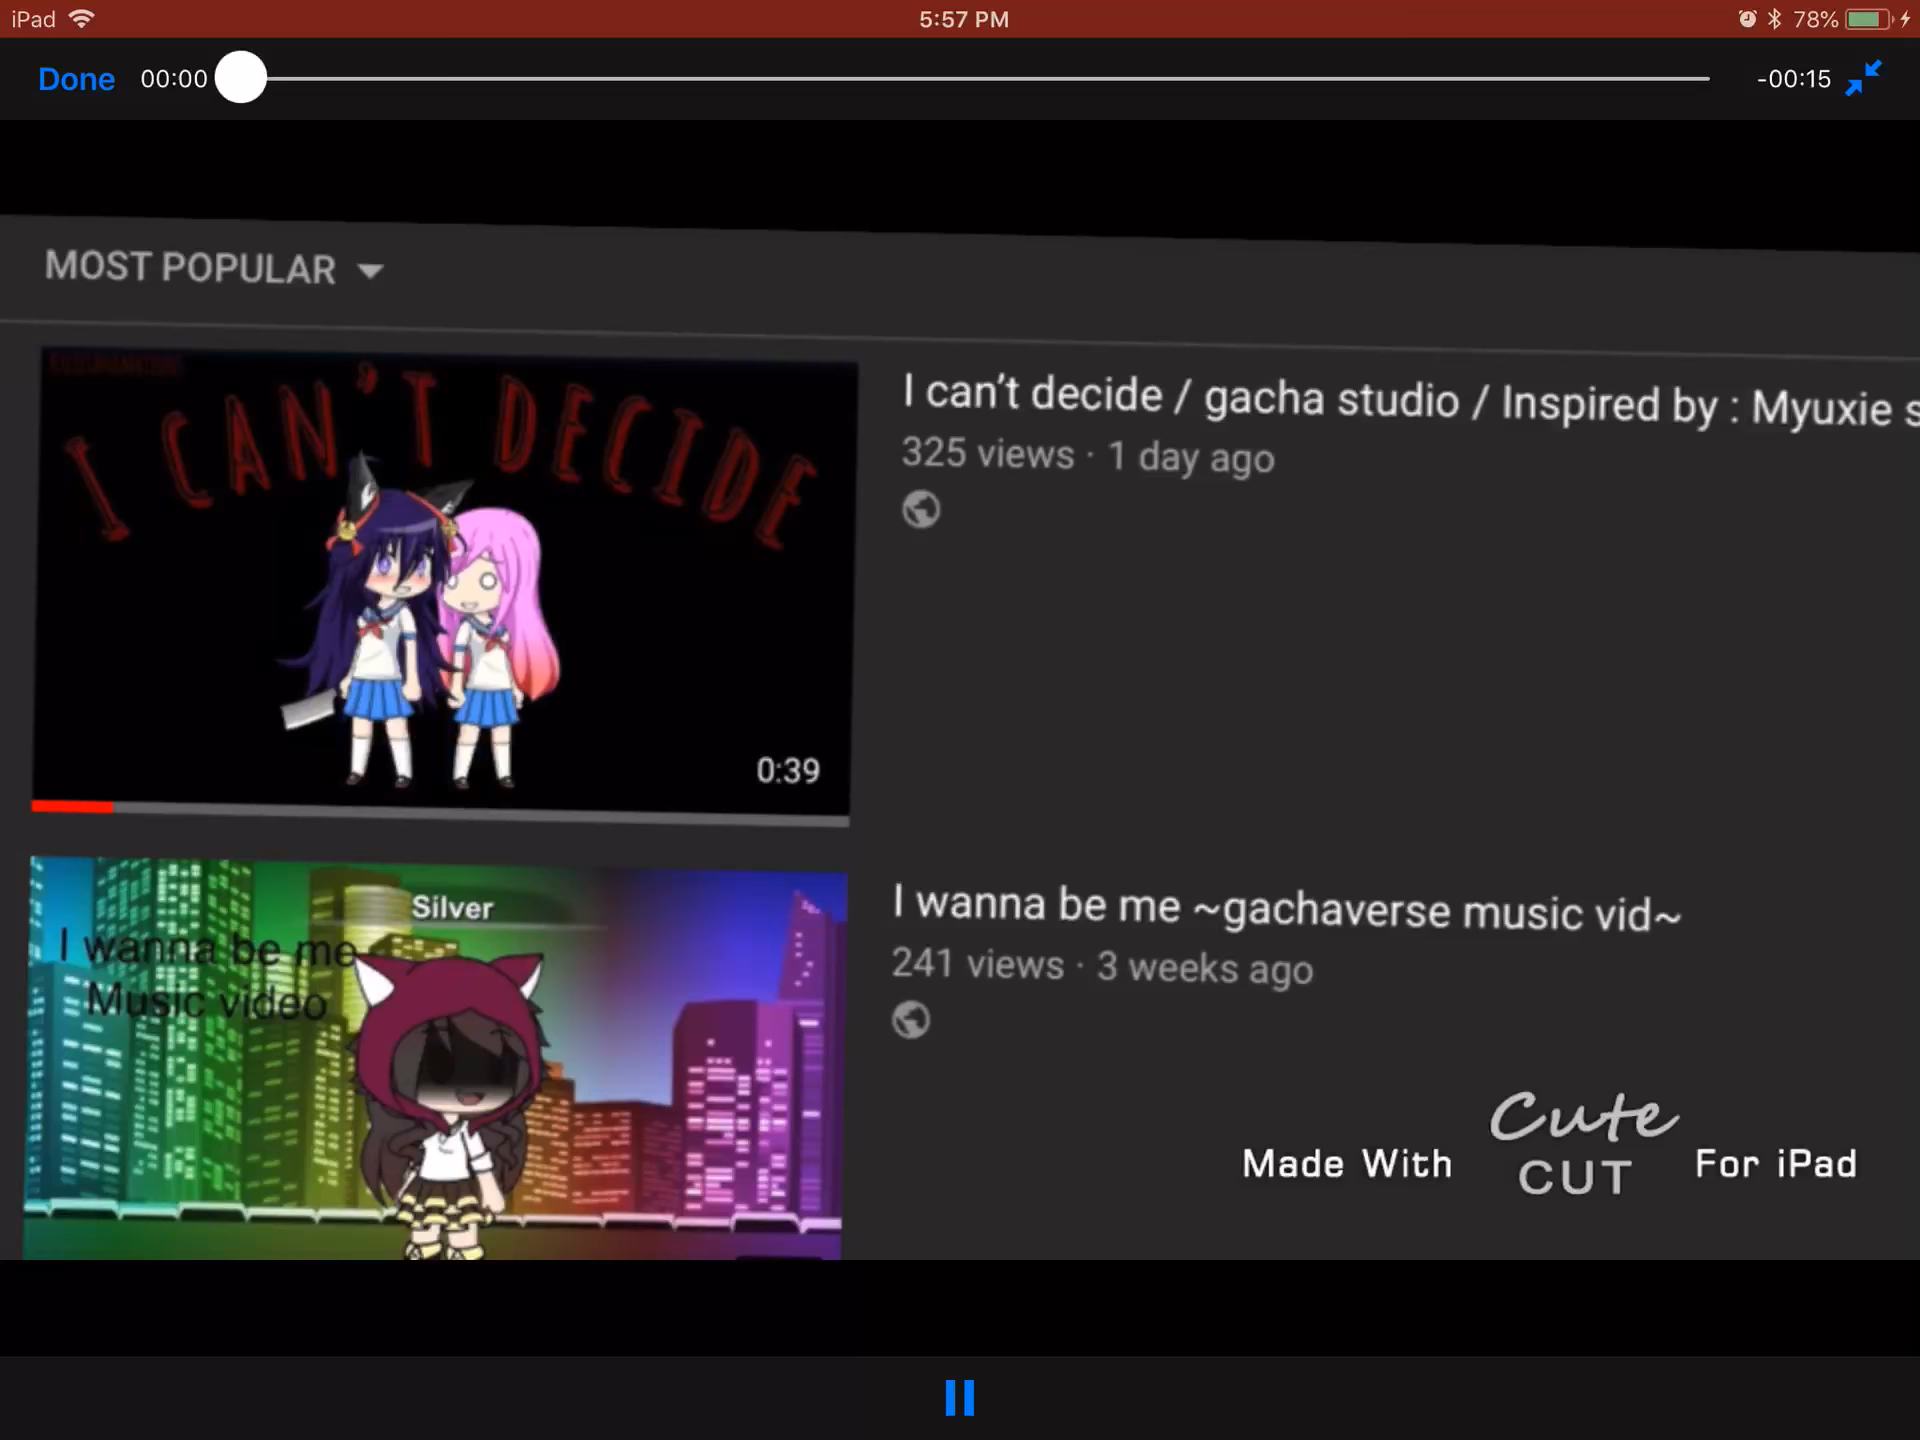 iPad 5:57 PM 78%
Done 00:00 -00:15
MOST POPULAR
I CAN'T DECIDE
0:39
I can't decide / gacha studio / Inspired by : Myuxie s
325 views · 1 day ago
Silver
I wanna be me
Music video
I wanna be me ~gachaverse music vid~
241 views · 3 weeks ago
Made With Cute CUT For iPad